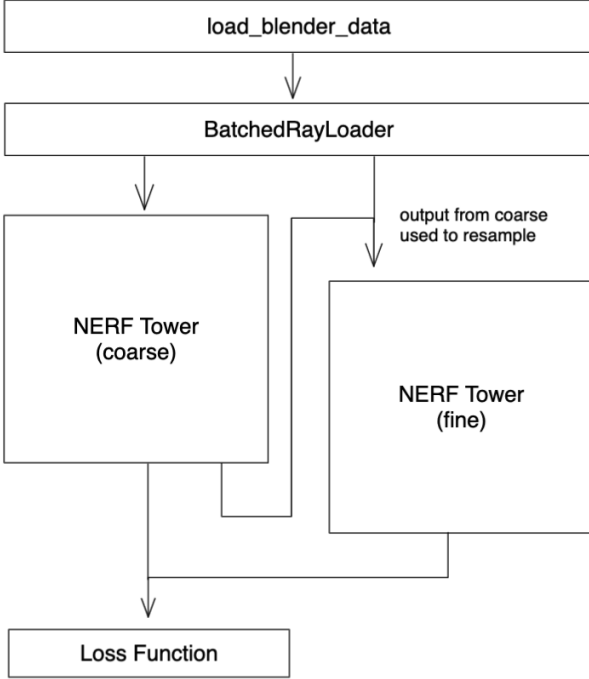 load_blender_data
BatchedRayLoader
output from coarse
used to resample
NERF Tower
(coarse)
NERF Tower
(fine)
Loss Function